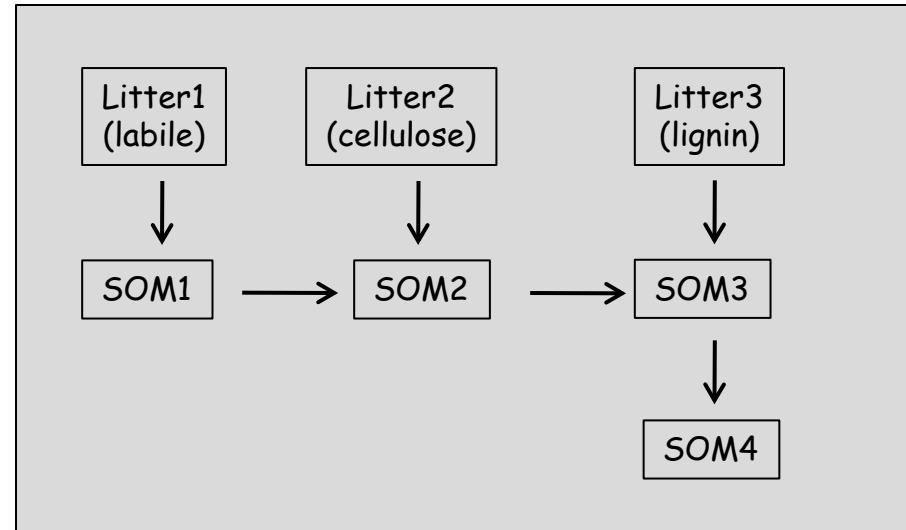 Litter1
(labile)
Litter2
(cellulose)
Litter3
(lignin)
SOM1
SOM2
SOM3
SOM4